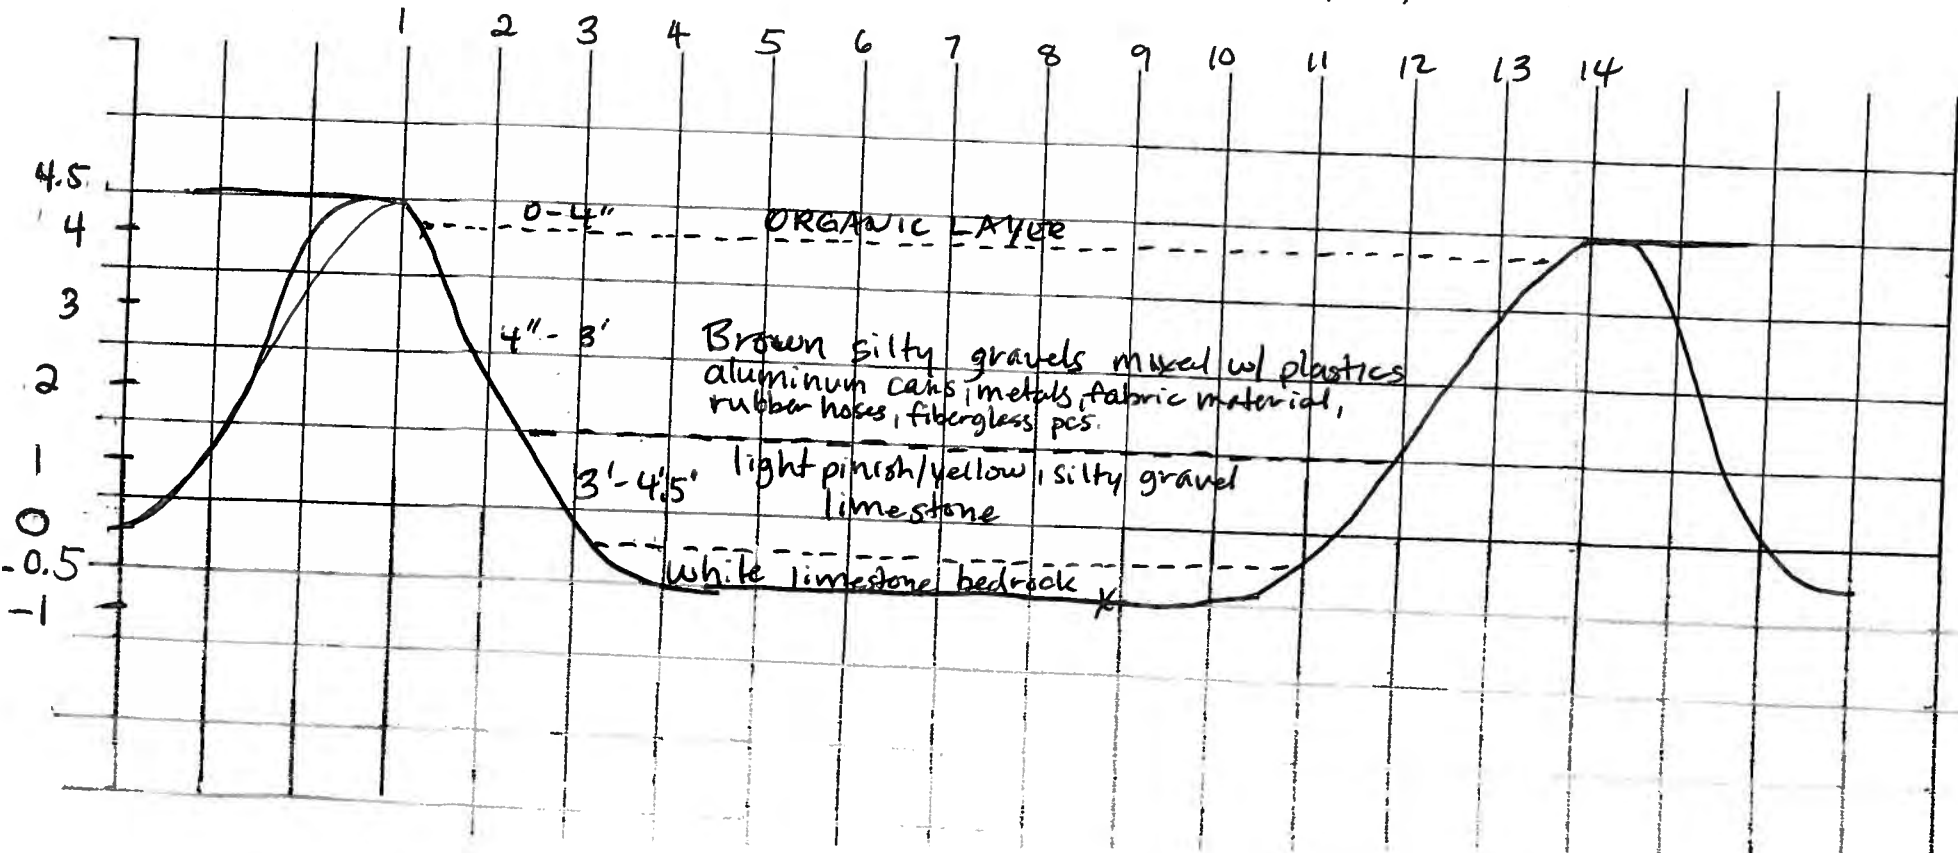 1 2 3 4 5 6 7 8 9 10 11 12 13 14
4.5
4
3
2
1
0
-0.5
-1
0-4" ORGANIC LAYER
4"-3' Brown silty gravels mixed w/ plastics
aluminum cans, metals, fabric material,
rubber hoses, fiberglass pcs.
3'-4.5' light pinish/yellow, silty gravel
limestone
white limestone bedrock
x